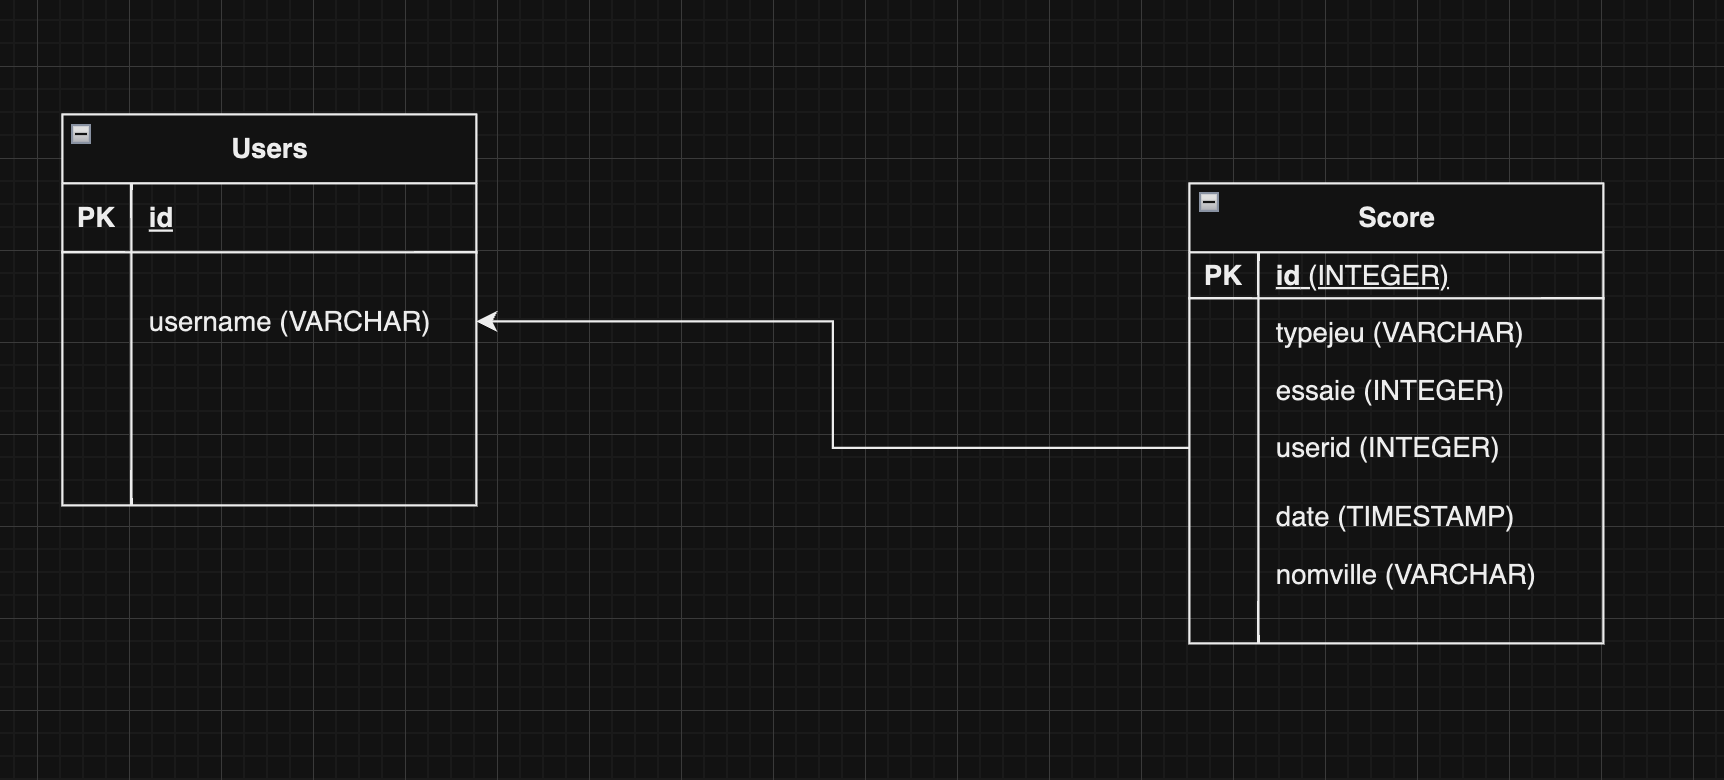 Users
PK id
username (VARCHAR)
Score
PK id (INTEGER)
typejeu (VARCHAR)
essaie (INTEGER)
userid (INTEGER)
date (TIMESTAMP)
nomville (VARCHAR)